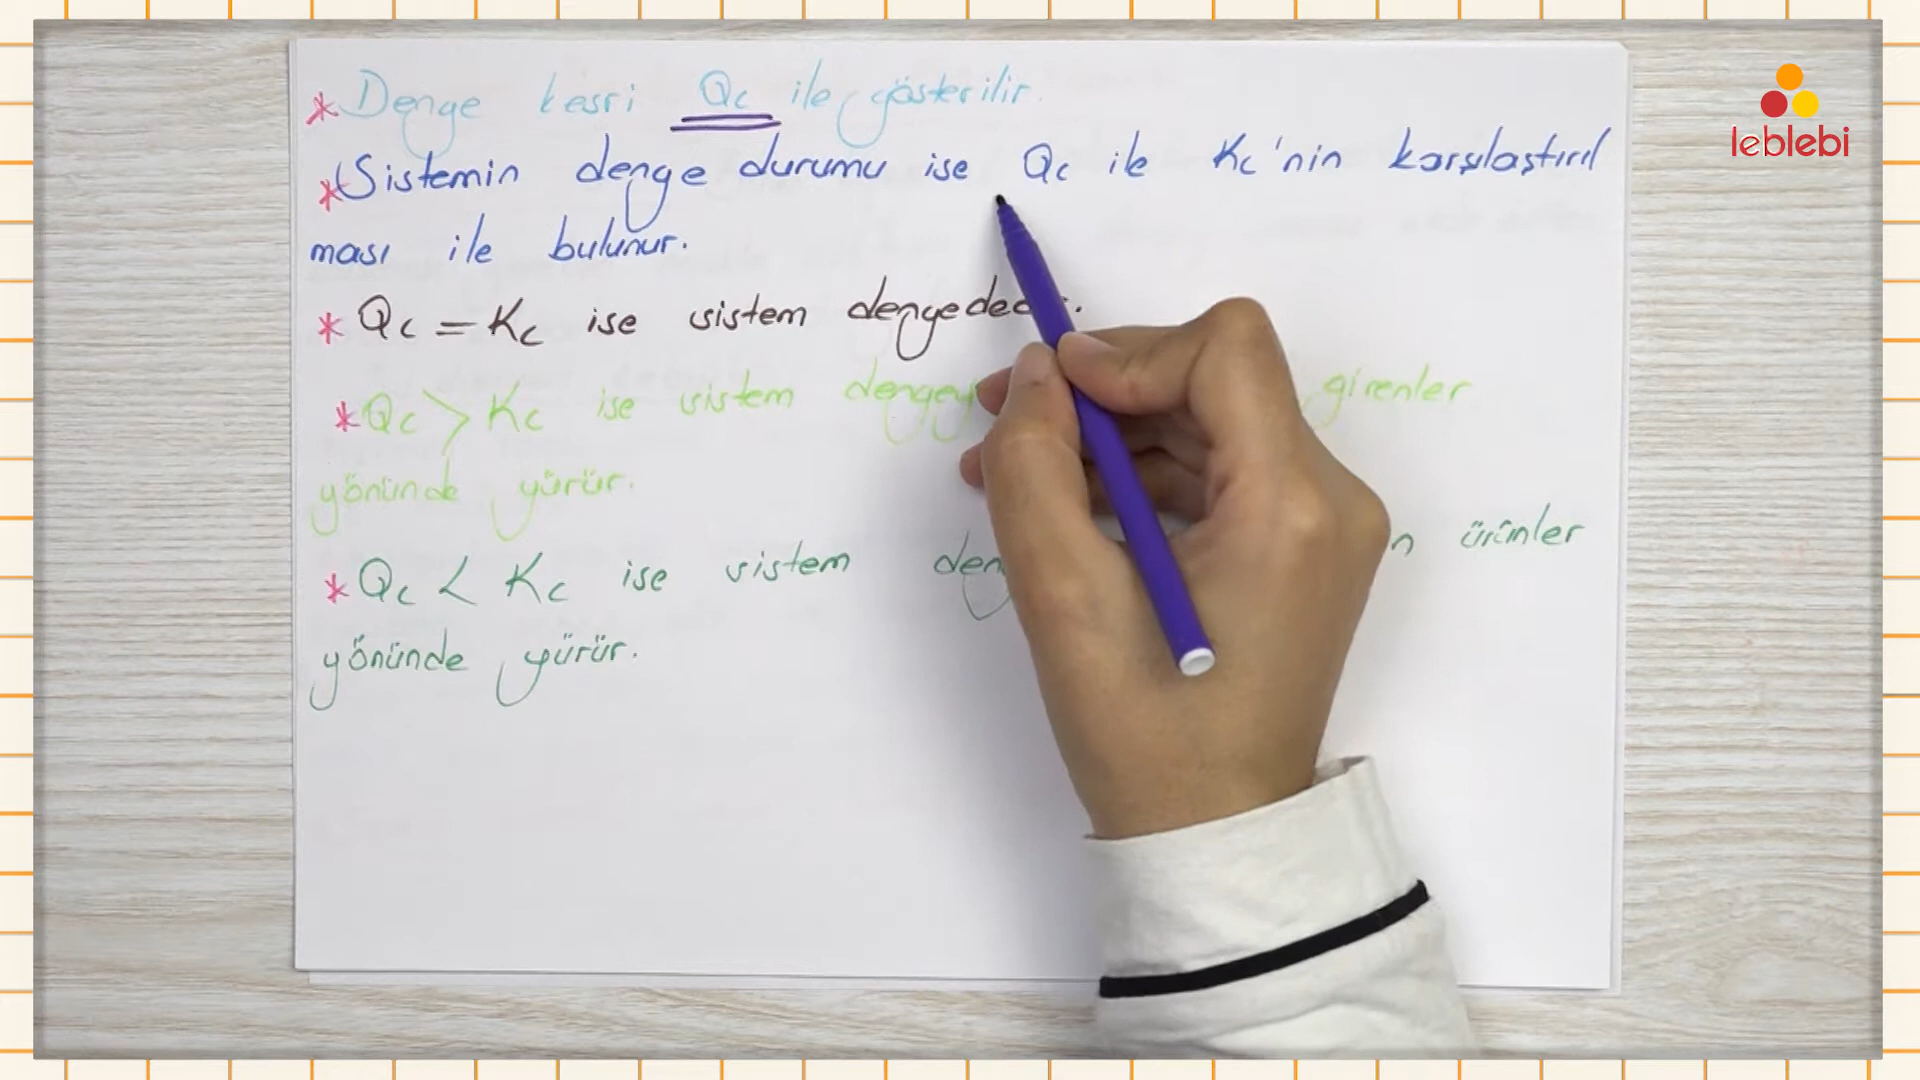 * Denge kesri Qc ile gösterilir.
leblebi
* Sistemin denge durumu ise Qc ile Kc'nin karşılaştırıl
ması ile bulunur.
* Qc = Kc ise sistem dengededir.
* Qc > Kc ise sistem girenler
yönünde yürür.
* Qc < Kc ise sistem ürünler
yönünde yürür.